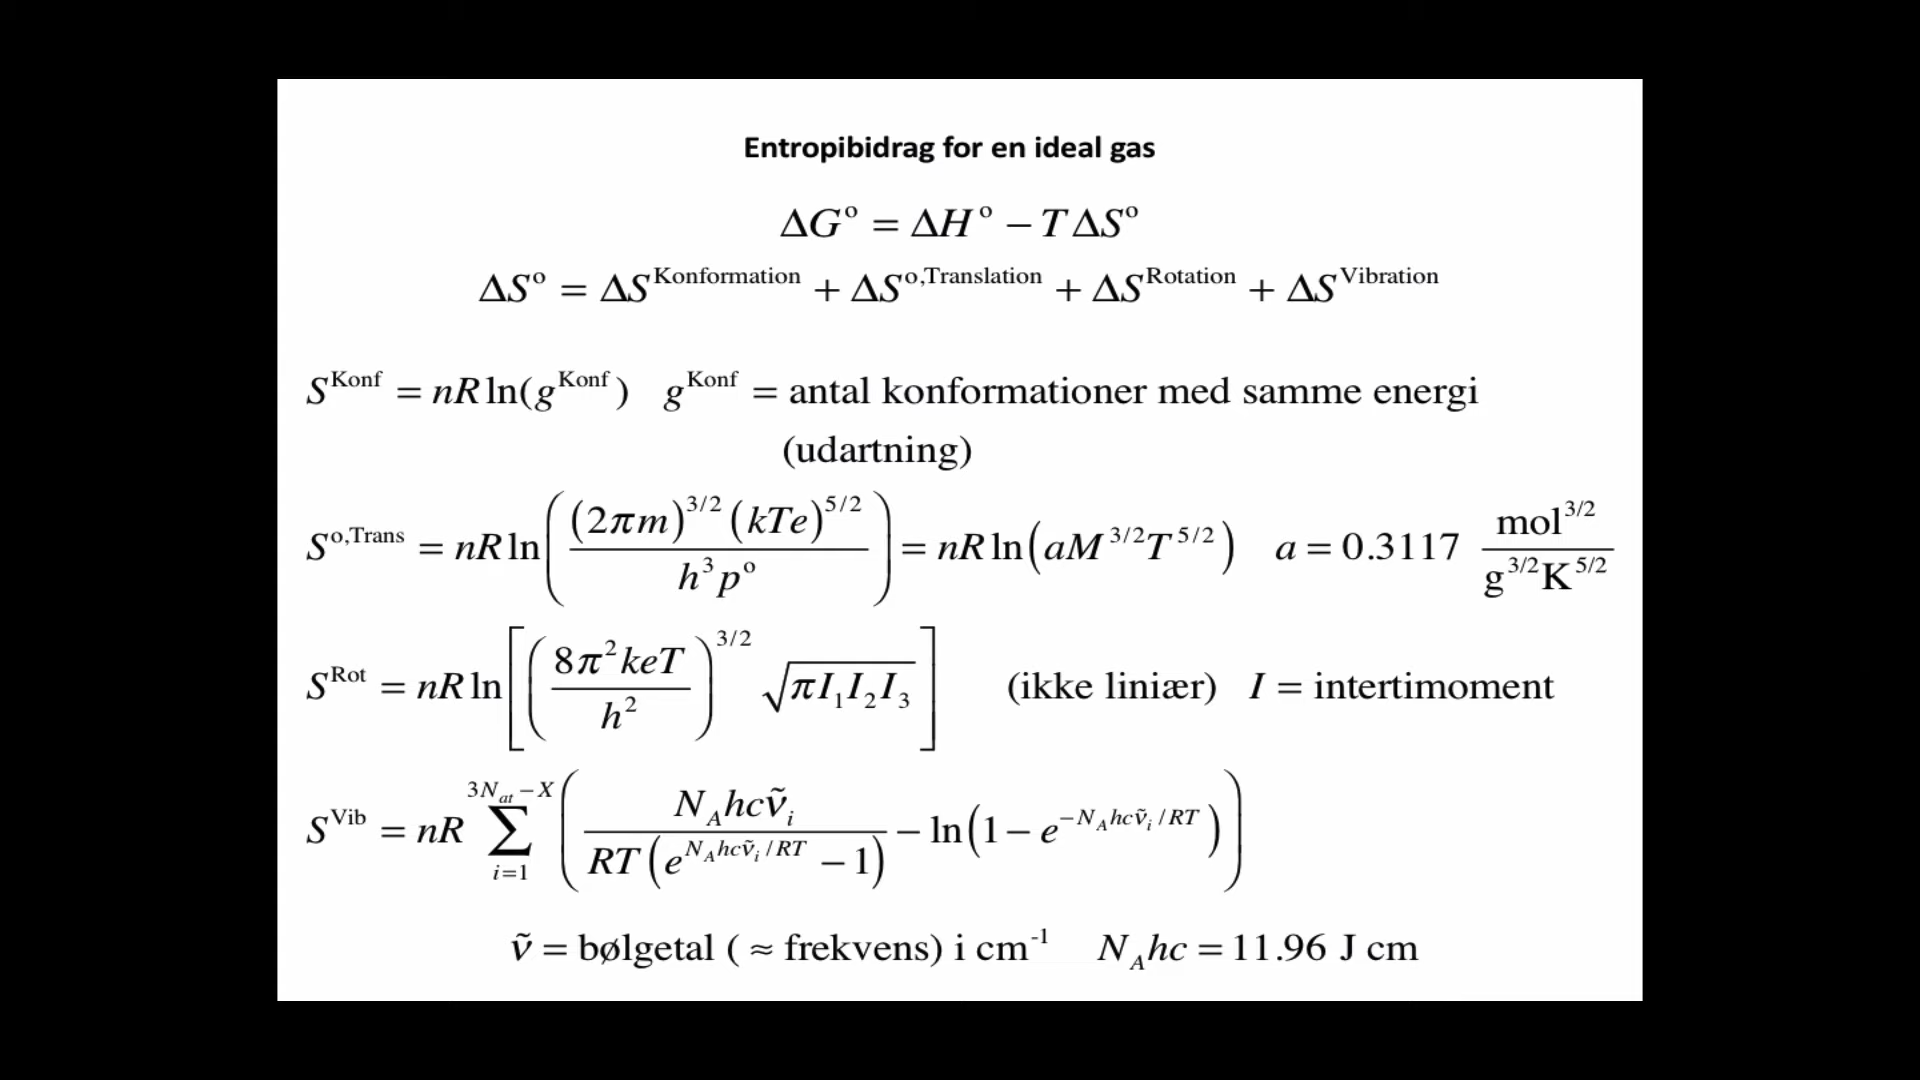 Entropibidrag for en ideal gas
ΔG° = ΔH° − TΔS°
ΔS° = ΔS^Konformation + ΔS^o,Translation + ΔS^Rotation + ΔS^Vibration
S^Konf = nR ln(g^Konf)   g^Konf = antal konformationer med samme energi
(udartning)
S^o,Trans = nR ln( (2πm)^3/2 (kTe)^5/2 / h^3 p^o ) = nR ln(aM^3/2 T^5/2)   a = 0.3117 mol^3/2 / g^3/2 K^5/2
S^Rot = nR ln[ ( 8π^2 keT / h^2 )^3/2 √(πI_1 I_2 I_3) ]   (ikke liniær)   I = intertimoment
S^Vib = nR ∑_{i=1}^{3N_at − X} ( N_A hcṽ_i / RT(e^{N_A hcṽ_i / RT} − 1) − ln(1 − e^{−N_A hcṽ_i / RT}) )
ṽ = bølgetal ( ≈ frekvens) i cm^-1   N_A hc = 11.96 J cm